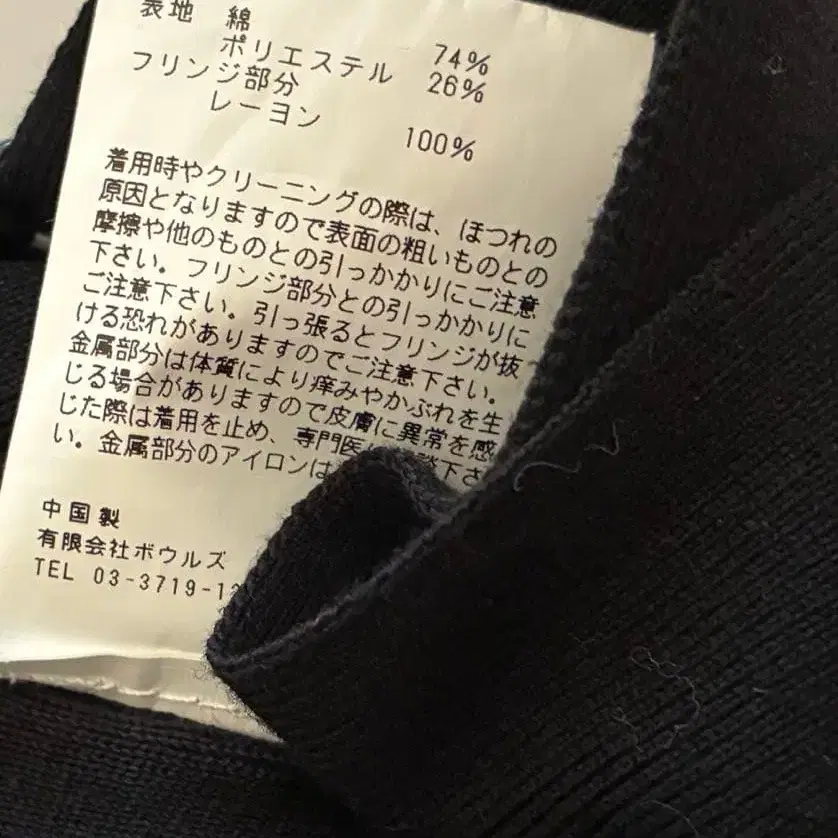 表地 綿 74%
ポリエステル 26%
フリンジ部分
レーヨン 100%
着用時やクリーニングの際は、ほつれの
原因となりますので表面の粗いものとの
摩擦や他のものとの引っかかりにご注意
下さい。フリンジ部分との引っかかりに
ご注意下さい。引っ張るとフリンジが抜
ける恐れがありますのでご注意下さい。
金属部分は体質により痒みやかぶれを生
じる場合がありますので皮膚に異常を感
じた際は着用を止め、専門医 談下さ
い。金属部分のアイロンは
中国製
有限会社ボウルズ
TEL 03-3719-1